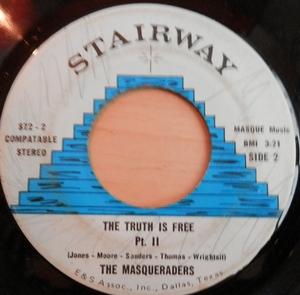 STAIRWAY
S22 - 2
COMPATABLE
STEREO
MASQUE Music
BMI 3:21
SIDE 2
THE TRUTH IS FREE
Pt. II
(Jones - Moore - Sanders - Thomas - Wrightsil)
THE MASQUERADERS
E&S Assoc., Inc., Dallas, Texas.